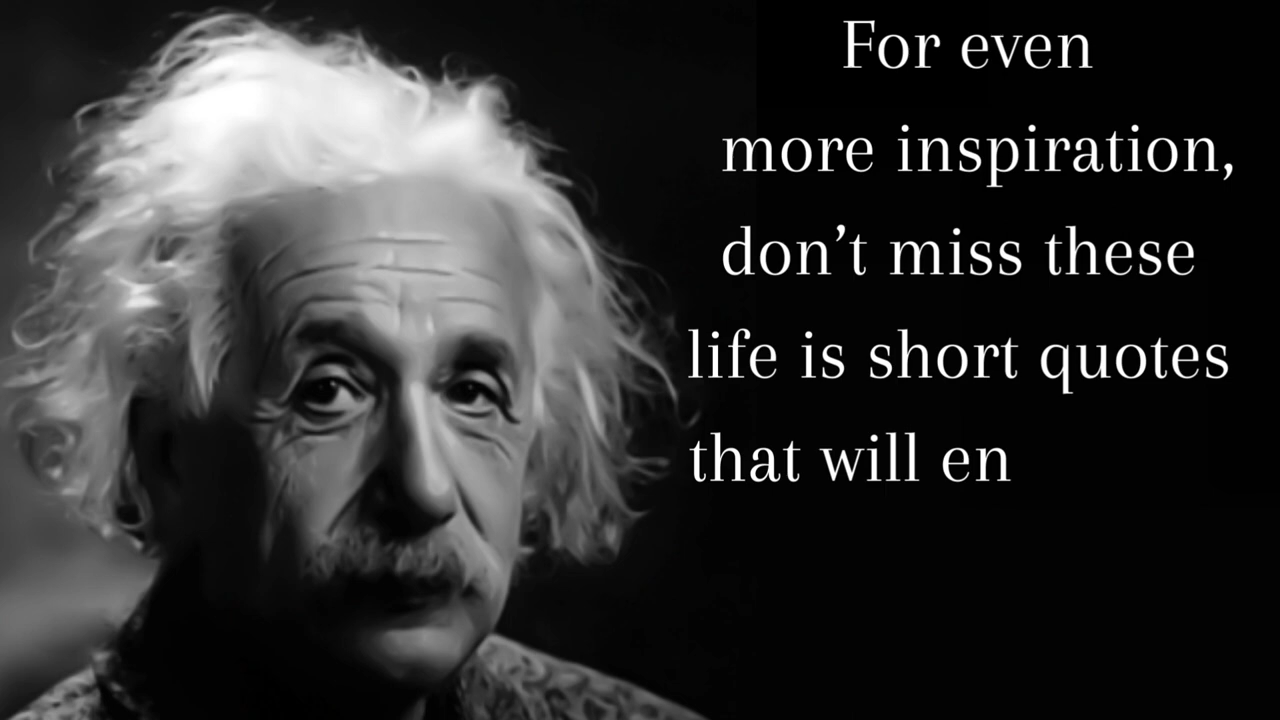 For even
more inspiration,
don’t miss these
life is short quotes
that will en